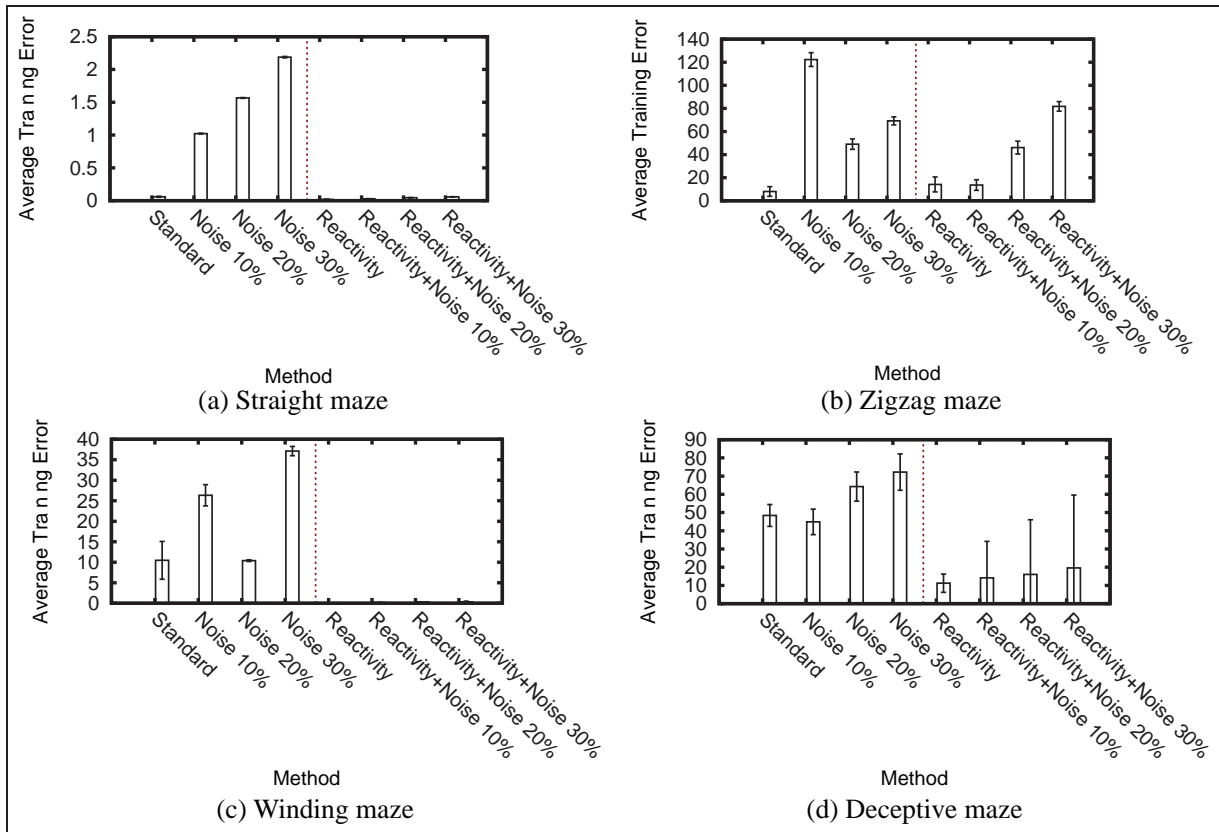 Average Tra n ng Error
2.5
2
1.5
1
0.5
0
Standard
Noise 10%
Noise 20%
Noise 30%
Reactivity
Reactivity+Noise 10%
Reactivity+Noise 20%
Reactivity+Noise 30%
Method
(a) Straight maze
Average Training Error
140
120
100
80
60
40
20
0
Standard
Noise 10%
Noise 20%
Noise 30%
Reactivity
Reactivity+Noise 10%
Reactivity+Noise 20%
Reactivity+Noise 30%
Method
(b) Zigzag maze
Average Tra n ng Error
40
35
30
25
20
15
10
5
0
Standard
Noise 10%
Noise 20%
Noise 30%
Reactivity
Reactivity+Noise 10%
Reactivity+Noise 20%
Reactivity+Noise 30%
Method
(c) Winding maze
Average Tra n ng Error
90
80
70
60
50
40
30
20
10
0
Standard
Noise 10%
Noise 20%
Noise 30%
Reactivity
Reactivity+Noise 10%
Reactivity+Noise 20%
Reactivity+Noise 30%
Method
(d) Deceptive maze